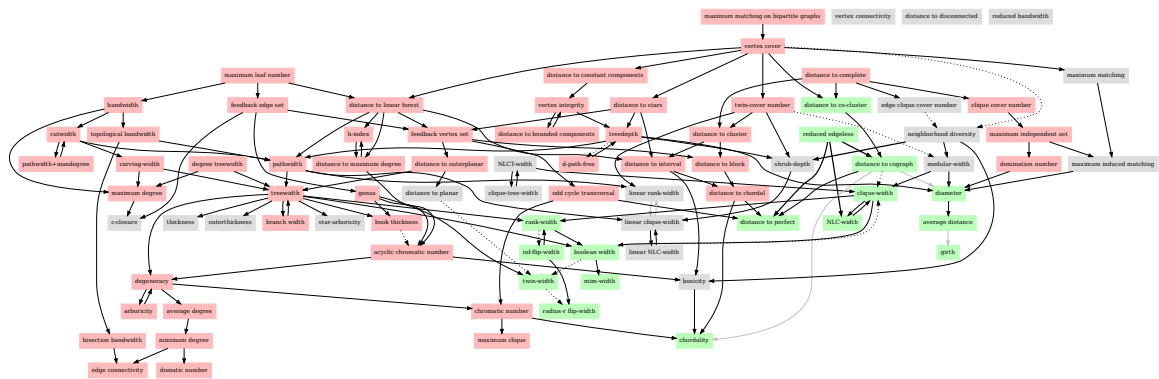 maximum matching on bipartite graphs
vertex connectivity
distance to disconnected
reduced bandwidth
vertex cover
maximum leaf number
distance to constant components
distance to complete
maximum matching
bandwidth
feedback edge set
distance to linear forest
vertex integrity
distance to stars
twin-cover number
distance to co-cluster
edge clique cover number
clique cover number
cutwidth
topological bandwidth
h-index
feedback vertex set
distance to bounded components
treedepth
distance to cluster
reduced edgeless
neighborhood diversity
maximum independent set
pathwidth+maxdegree
carving-width
degree treewidth
pathwidth
distance to maximum degree
distance to outerplanar
NLCT-width
d-path-free
distance to interval
distance to block
shrub-depth
distance to cograph
modular-width
domination number
maximum induced matching
maximum degree
treewidth
genus
distance to planar
clique-tree-width
odd cycle transversal
linear rank-width
distance to chordal
clique-width
diameter
c-closure
thickness
outerthickness
branch width
star-arboricity
book thickness
rank-width
linear clique-width
distance to perfect
NLC-width
average distance
acyclic chromatic number
inf-flip-width
boolean width
linear NLC-width
girth
degeneracy
twin-width
mim-width
boxicity
arboricity
average degree
chromatic number
radius-r flip-width
bisection bandwidth
minimum degree
maximum clique
chordality
edge connectivity
domatic number